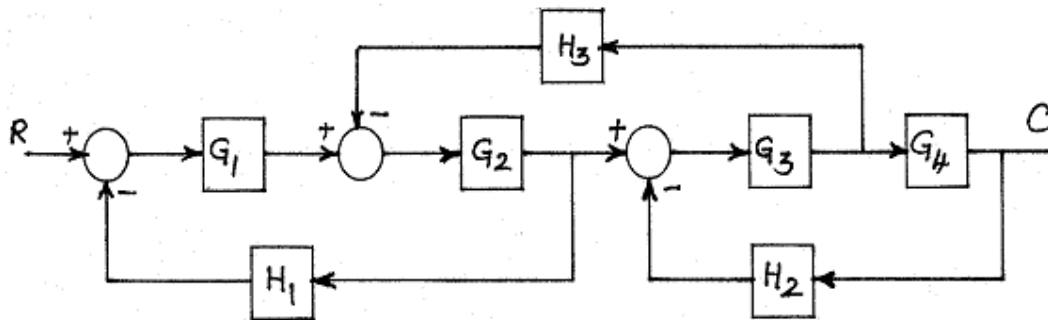 H3
R + - G1 + - G2 + - G3 G4 C
H1 H2